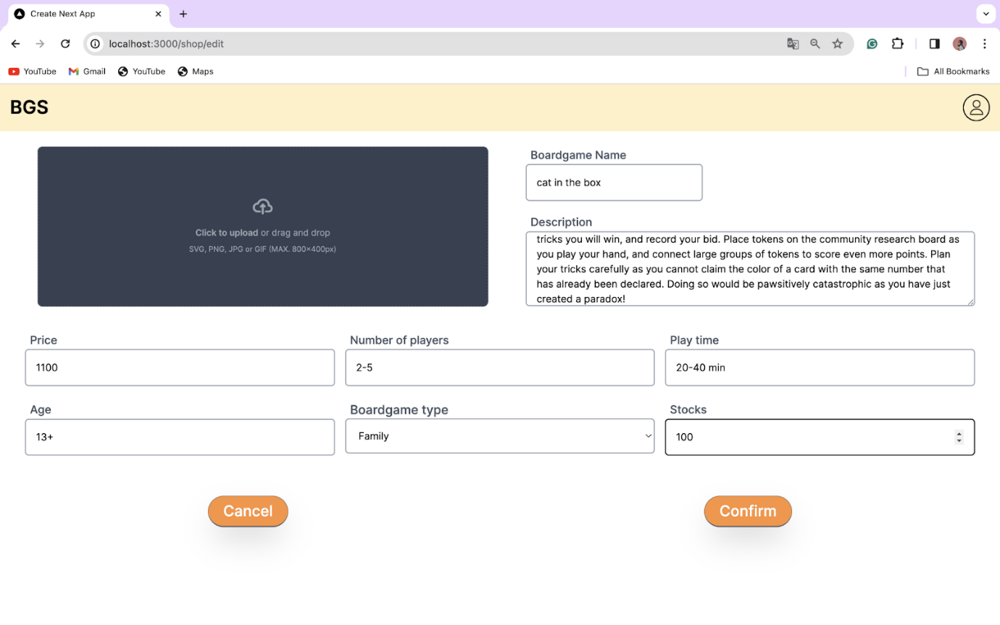 Create Next App
localhost:3000/shop/edit
YouTube
Gmail
YouTube
Maps
All Bookmarks
BGS
Click to upload or drag and drop
SVG, PNG, JPG or GIF (MAX. 800x400px)
Boardgame Name
cat in the box
Description
tricks you will win, and record your bid. Place tokens on the community research board as
you play your hand, and connect large groups of tokens to score even more points. Plan
your tricks carefully as you cannot claim the color of a card with the same number that
has already been declared. Doing so would be pawsitively catastrophic as you have just
created a paradox!
Price
Number of players
Play time
1100
2-5
20-40 min
Age
Boardgame type
Stocks
13+
Family
100
Cancel
Confirm